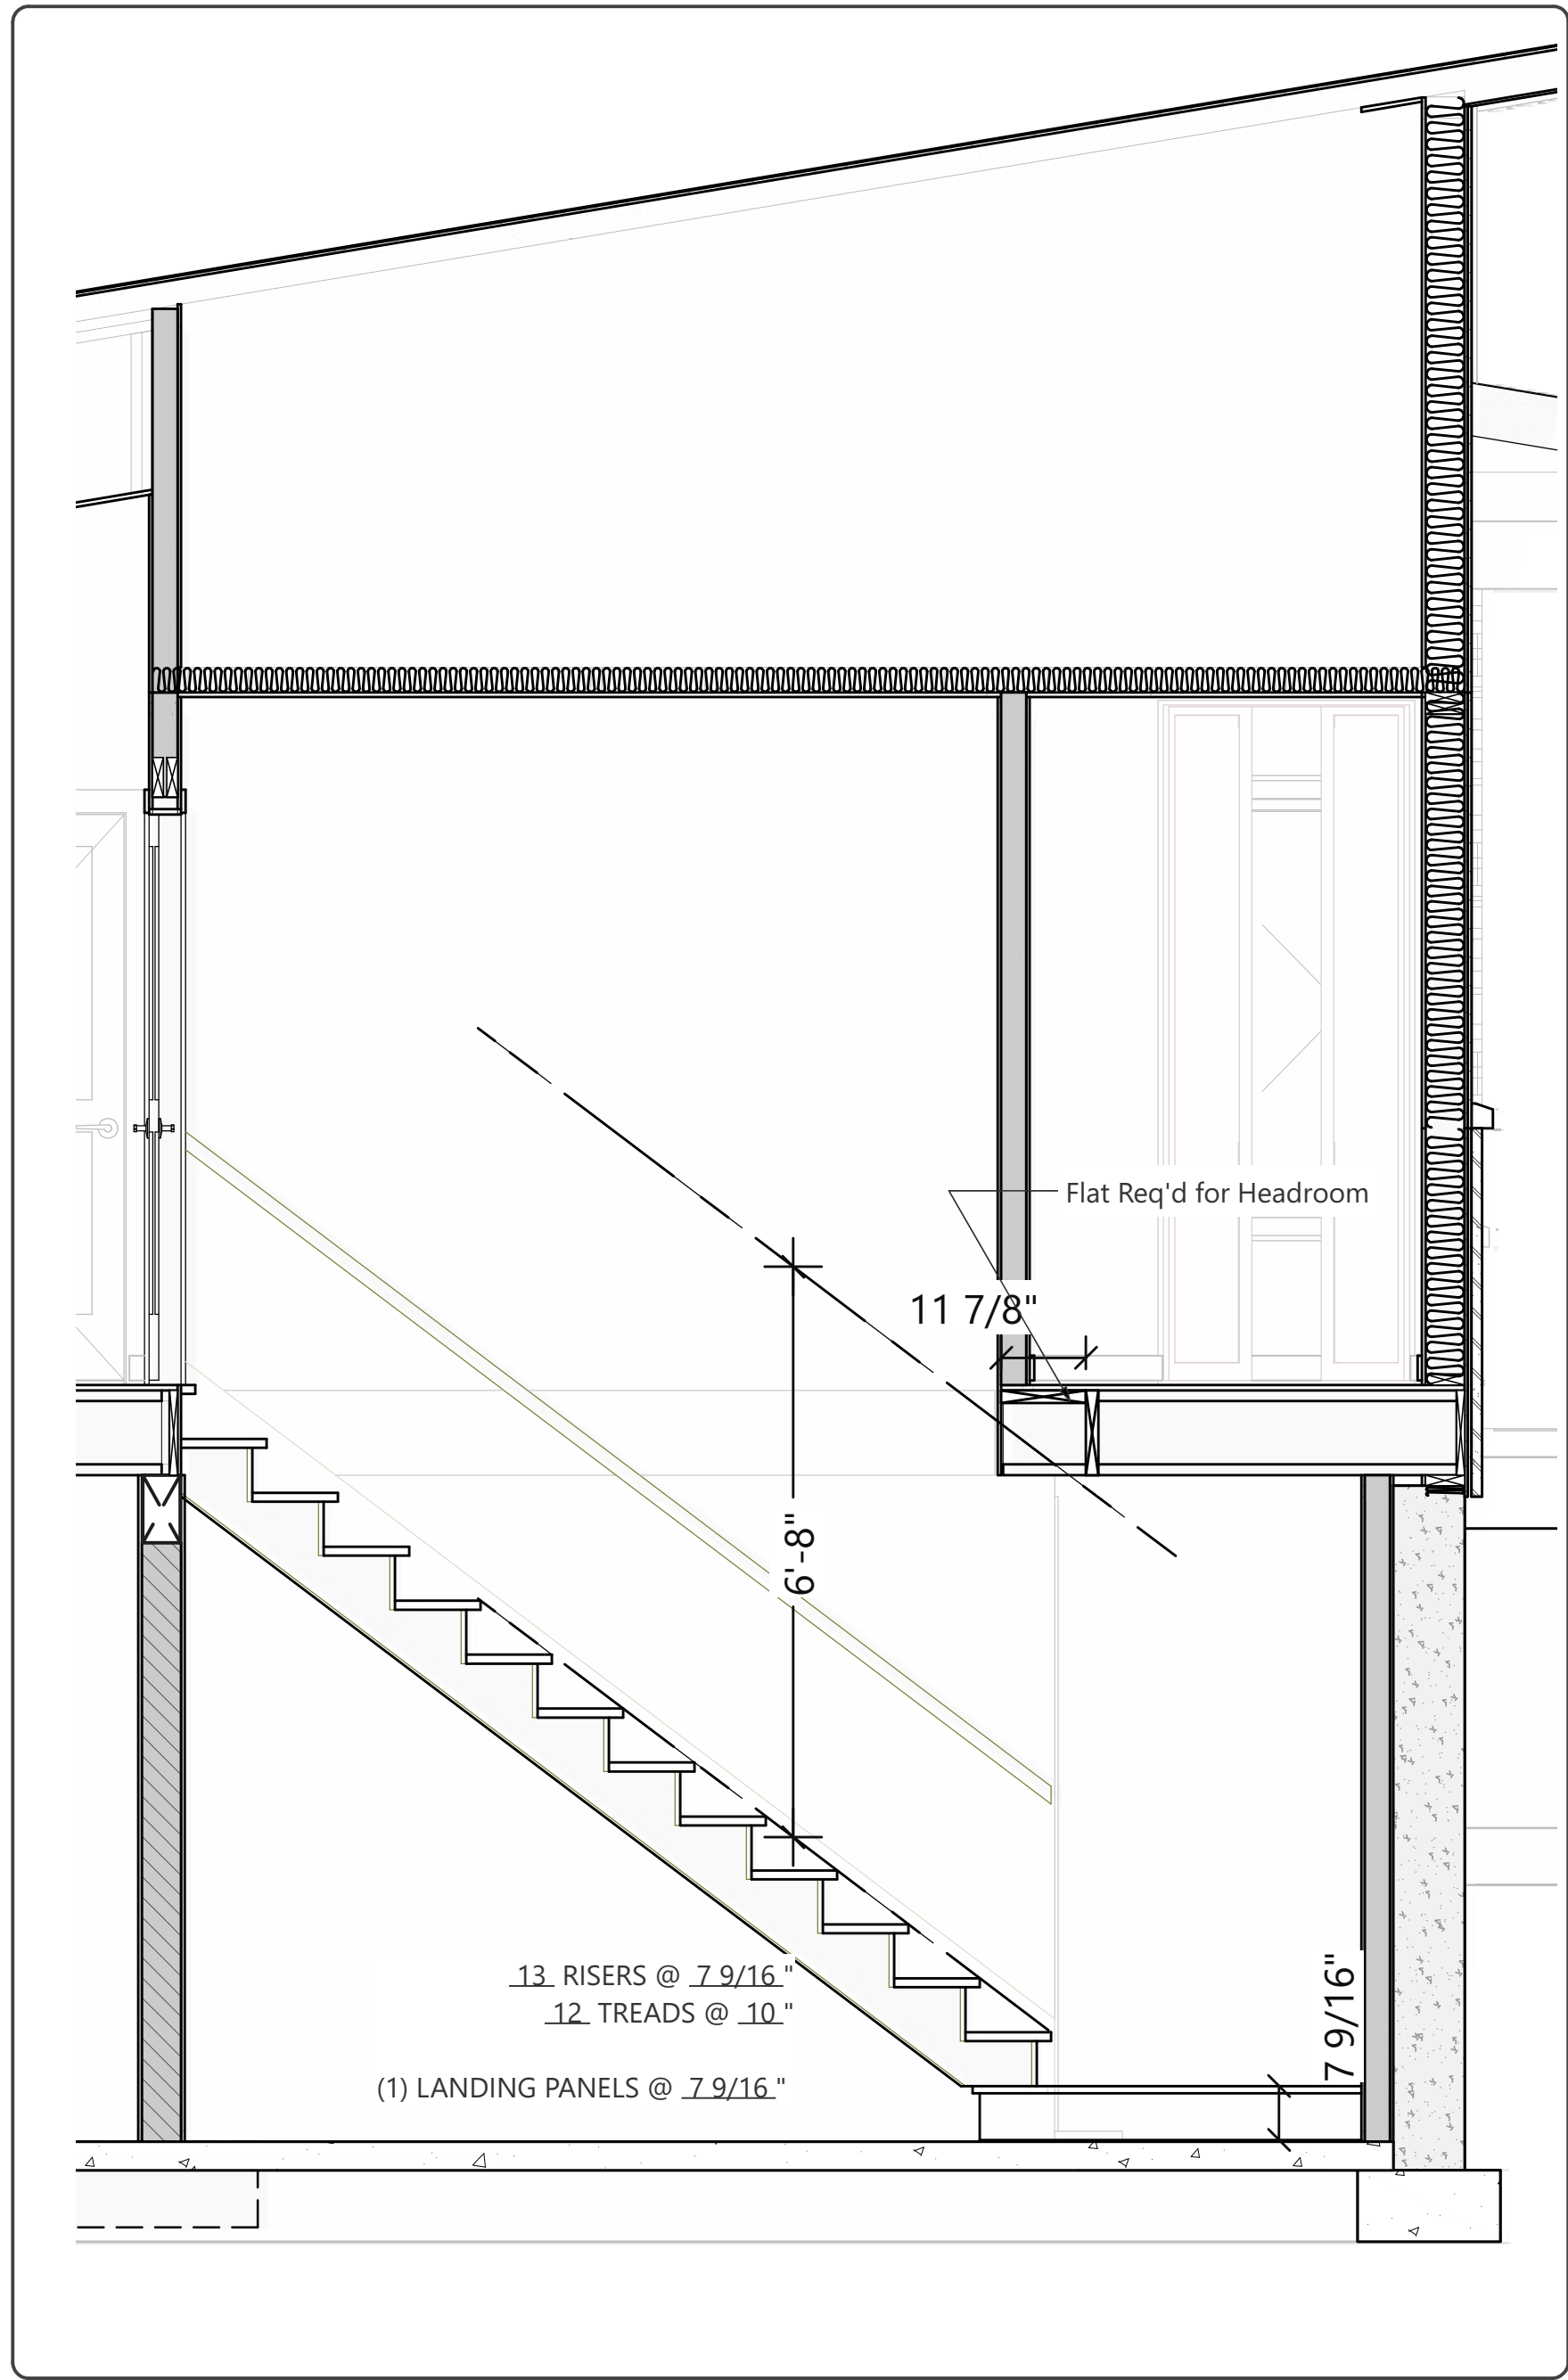 Flat Req'd for Headroom
11 7/8"
6'-8"
13 RISERS @ 7 9/16 "
12 TREADS @ 10 "
(1) LANDING PANELS @ 7 9/16 "
7 9/16"